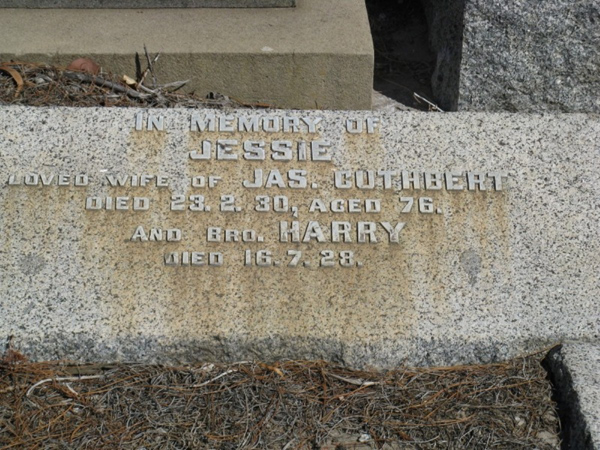 IN MEMORY OF
JESSIE
LOVED WIFE OF JAS. CUTHBERT
DIED 23. 2. 30, AGED 76.
AND BRO. HARRY
DIED 16. 7. 28.